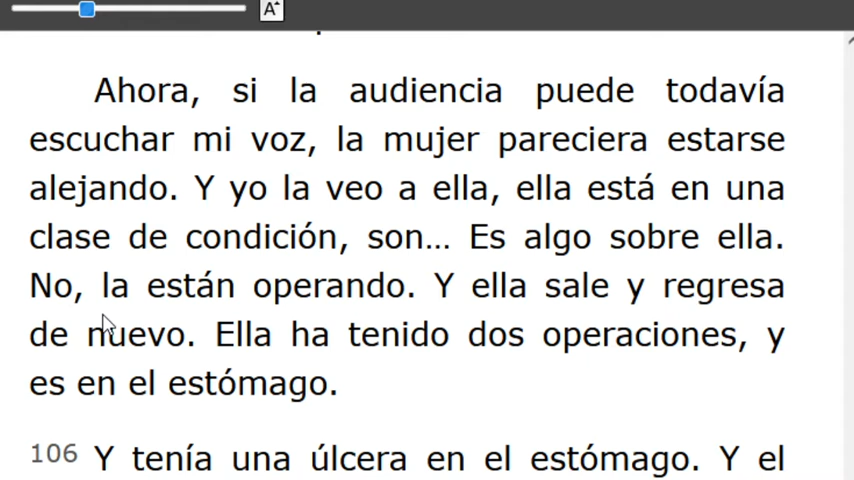 A
Ahora, si la audiencia puede todavía
escuchar mi voz, la mujer pareciera estarse
alejando. Y yo la veo a ella, ella está en una
clase de condición, son... Es algo sobre ella.
No, la están operando. Y ella sale y regresa
de nuevo. Ella ha tenido dos operaciones, y
es en el estómago.
106 Y tenía una úlcera en el estómago. Y el